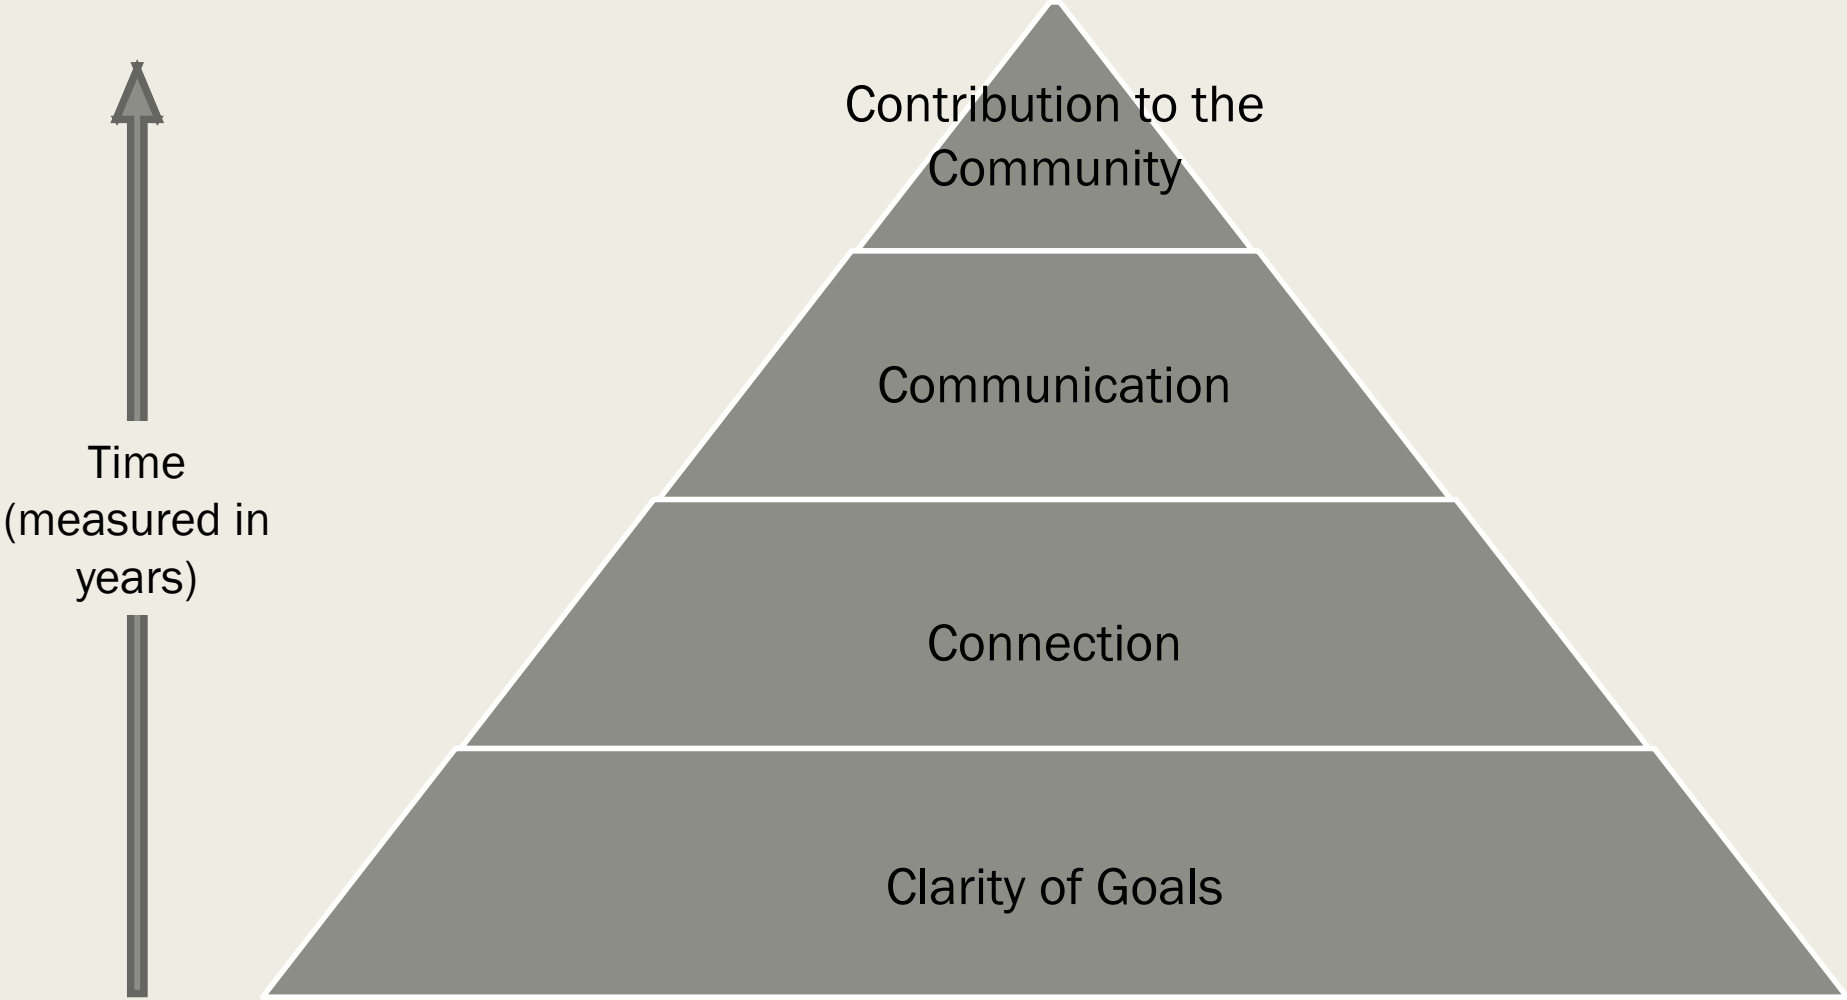 Contribution to the
Community
Communication
Time
(measured in
years)
Connection
Clarity of Goals